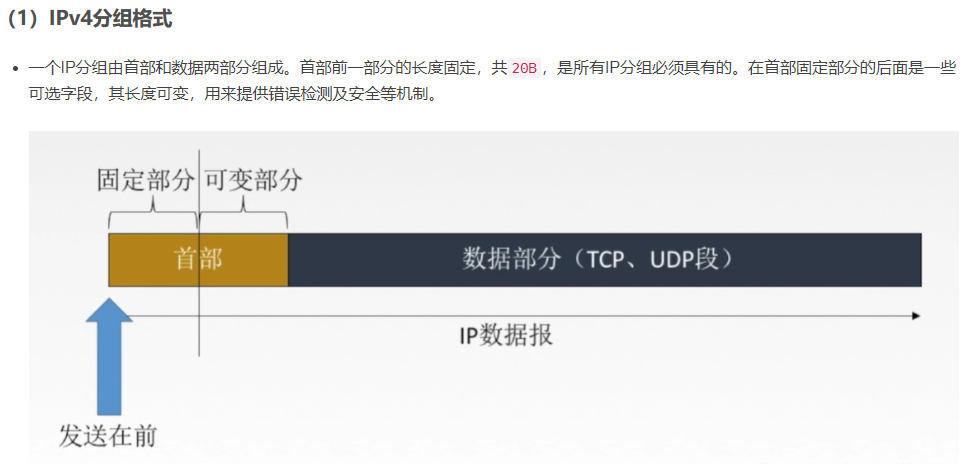 （1）IPv4分组格式
• 一个IP分组由首部和数据两部分组成。首部前一部分的长度固定，共 20B ，是所有IP分组必须具有的。在首部固定部分的后面是一些
可选字段，其长度可变，用来提供错误检测及安全等机制。
固定部分 可变部分
首部 数据部分（TCP、UDP段）
IP数据报
发送在前